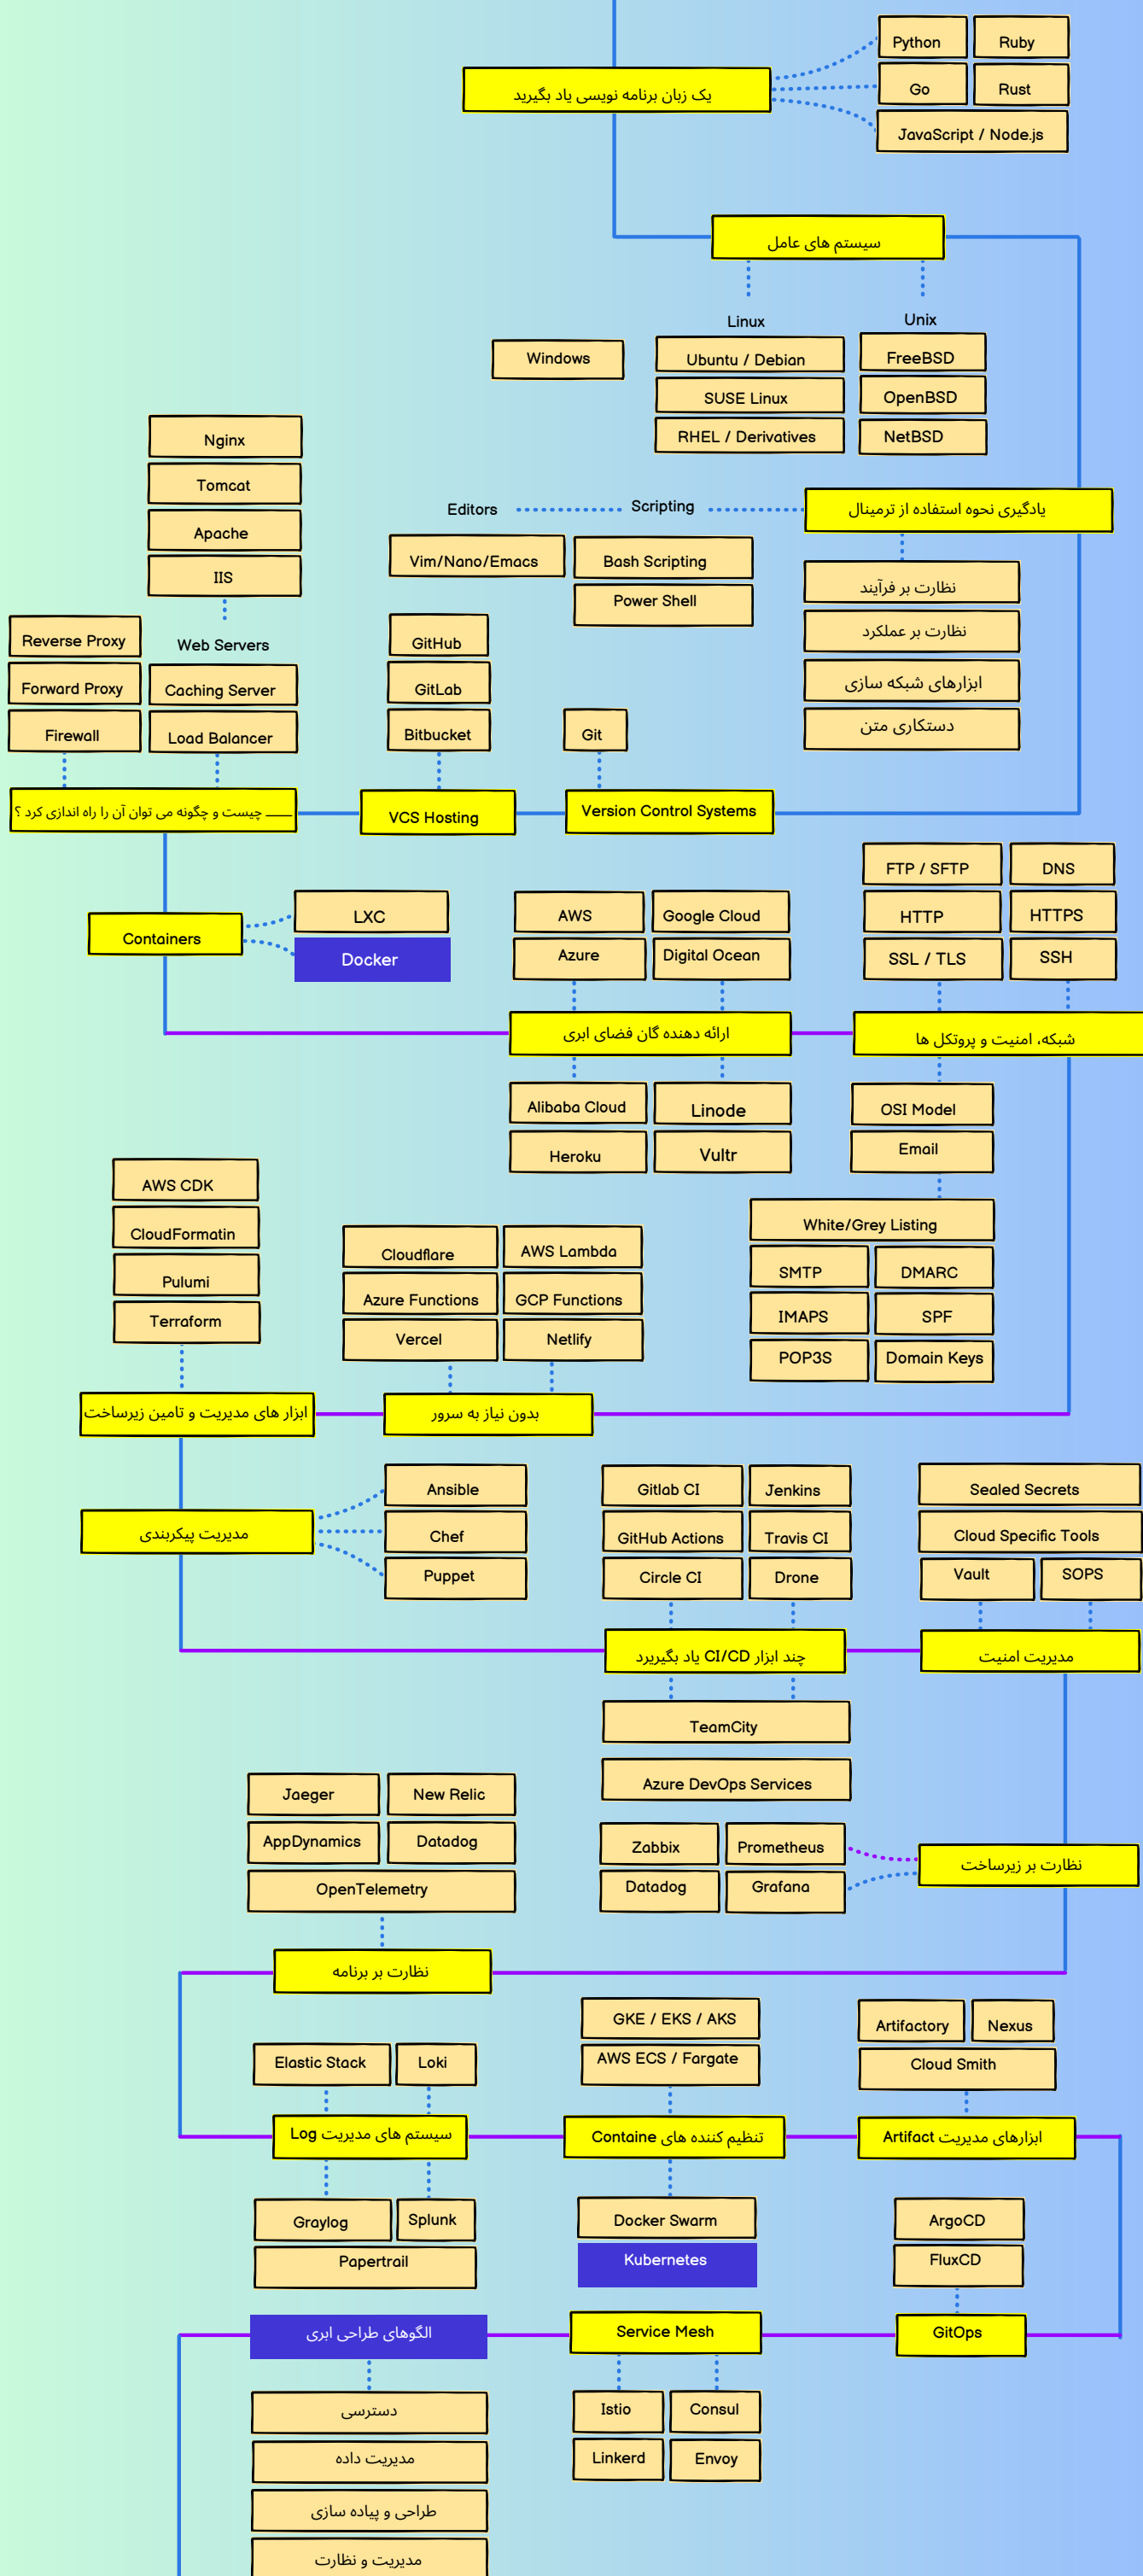 Python
Ruby
یک زبان برنامه نویسی یاد بگیرید
Go
Rust
JavaScript / Node.js
سیستم های عامل
Linux
Unix
Windows
Ubuntu / Debian
FreeBSD
SUSE Linux
OpenBSD
RHEL / Derivatives
NetBSD
یادگیری نحوه استفاده از ترمینال
Scripting
Editors
Vim/Nano/Emacs
Bash Scripting
Power Shell
نظارت بر فرآیند
نظارت بر عملکرد
ابزارهای شبکه سازی
دستکاری متن
Nginx
Tomcat
Apache
IIS
Web Servers
Reverse Proxy
Forward Proxy
Caching Server
Firewall
Load Balancer
GitHub
GitLab
Bitbucket
Git
ـــــ چیست و چگونه می توان آن را راه اندازی کرد ؟
VCS Hosting
Version Control Systems
Containers
LXC
Docker
AWS
Google Cloud
Azure
Digital Ocean
ارائه دهنده گان فضای ابری
Alibaba Cloud
Linode
Heroku
Vultr
FTP / SFTP
DNS
HTTP
HTTPS
SSL / TLS
SSH
شبکه، امنیت و پروتکل ها
OSI Model
Email
White/Grey Listing
SMTP
DMARC
IMAPS
SPF
POP3S
Domain Keys
AWS CDK
CloudFormatin
Pulumi
Terraform
Cloudflare
AWS Lambda
Azure Functions
GCP Functions
Vercel
Netlify
ابزار های مدیریت و تامین زیرساخت
بدون نیاز به سرور
مدیریت پیکربندی
Ansible
Chef
Puppet
Gitlab CI
Jenkins
GitHub Actions
Travis CI
Circle CI
Drone
چند ابزار CI/CD یاد بگیریرد
TeamCity
Azure DevOps Services
Sealed Secrets
Cloud Specific Tools
Vault
SOPS
مدیریت امنیت
Jaeger
New Relic
AppDynamics
Datadog
OpenTelemetry
Zabbix
Prometheus
Datadog
Grafana
نظارت بر زیرساخت
نظارت بر برنامه
Elastic Stack
Loki
سیستم های مدیریت Log
Graylog
Splunk
Papertrail
GKE / EKS / AKS
AWS ECS / Fargate
تنظیم کننده های Containe
Docker Swarm
Kubernetes
Artifactory
Nexus
Cloud Smith
ابزارهای مدیریت Artifact
ArgoCD
FluxCD
GitOps
Service Mesh
Istio
Consul
Linkerd
Envoy
الگوهای طراحی ابری
دسترسی
مدیریت داده
طراحی و پیاده سازی
مدیریت و نظارت